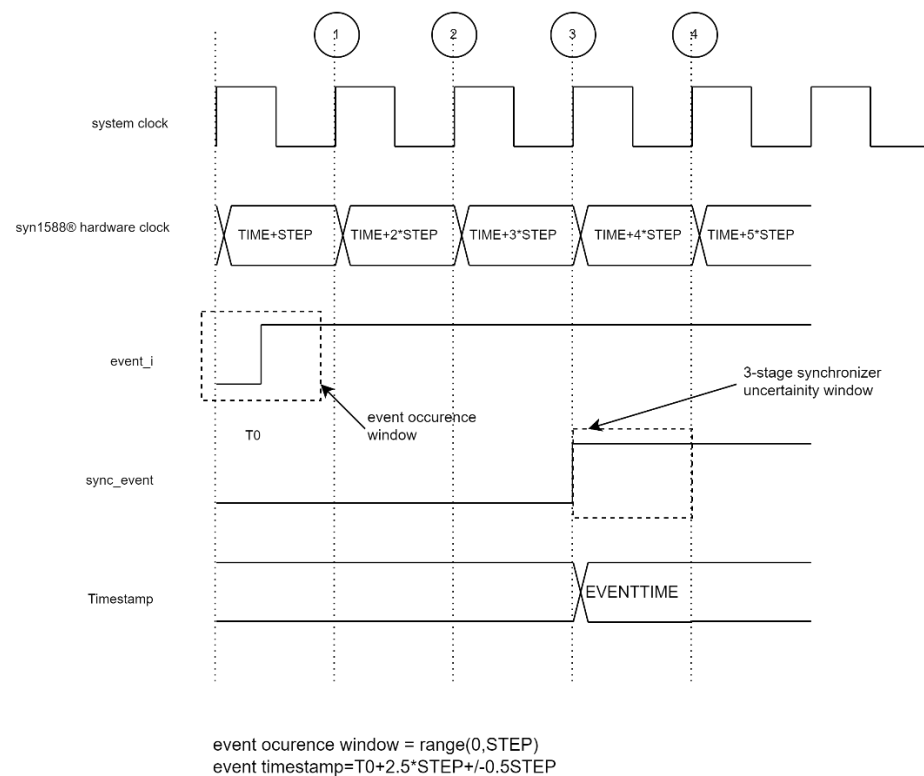 1 2 3 4
system clock
syn1588® hardware clock
TIME+STEP TIME+2*STEP TIME+3*STEP TIME+4*STEP TIME+5*STEP
event_i
3-stage synchronizer
uncertainity window
event occurence
window
T0
sync_event
Timestamp
EVENTTIME
event ocurence window = range(0,STEP)
event timestamp=T0+2.5*STEP+/-0.5STEP